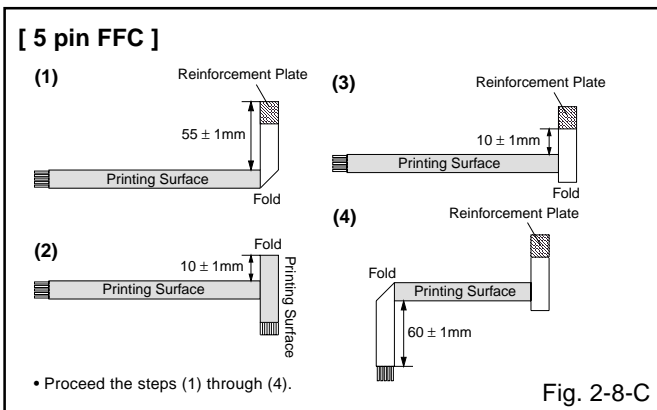 [ 5 pin FFC ]
(1)
Reinforcement Plate
55 ± 1mm
Printing Surface
Fold
(2)
Fold
10 ± 1mm
Printing Surface
Printing Surface
(3)
Reinforcement Plate
10 ± 1mm
Printing Surface
Fold
(4)
Reinforcement Plate
Fold
Printing Surface
60 ± 1mm
• Proceed the steps (1) through (4).
Fig. 2-8-C